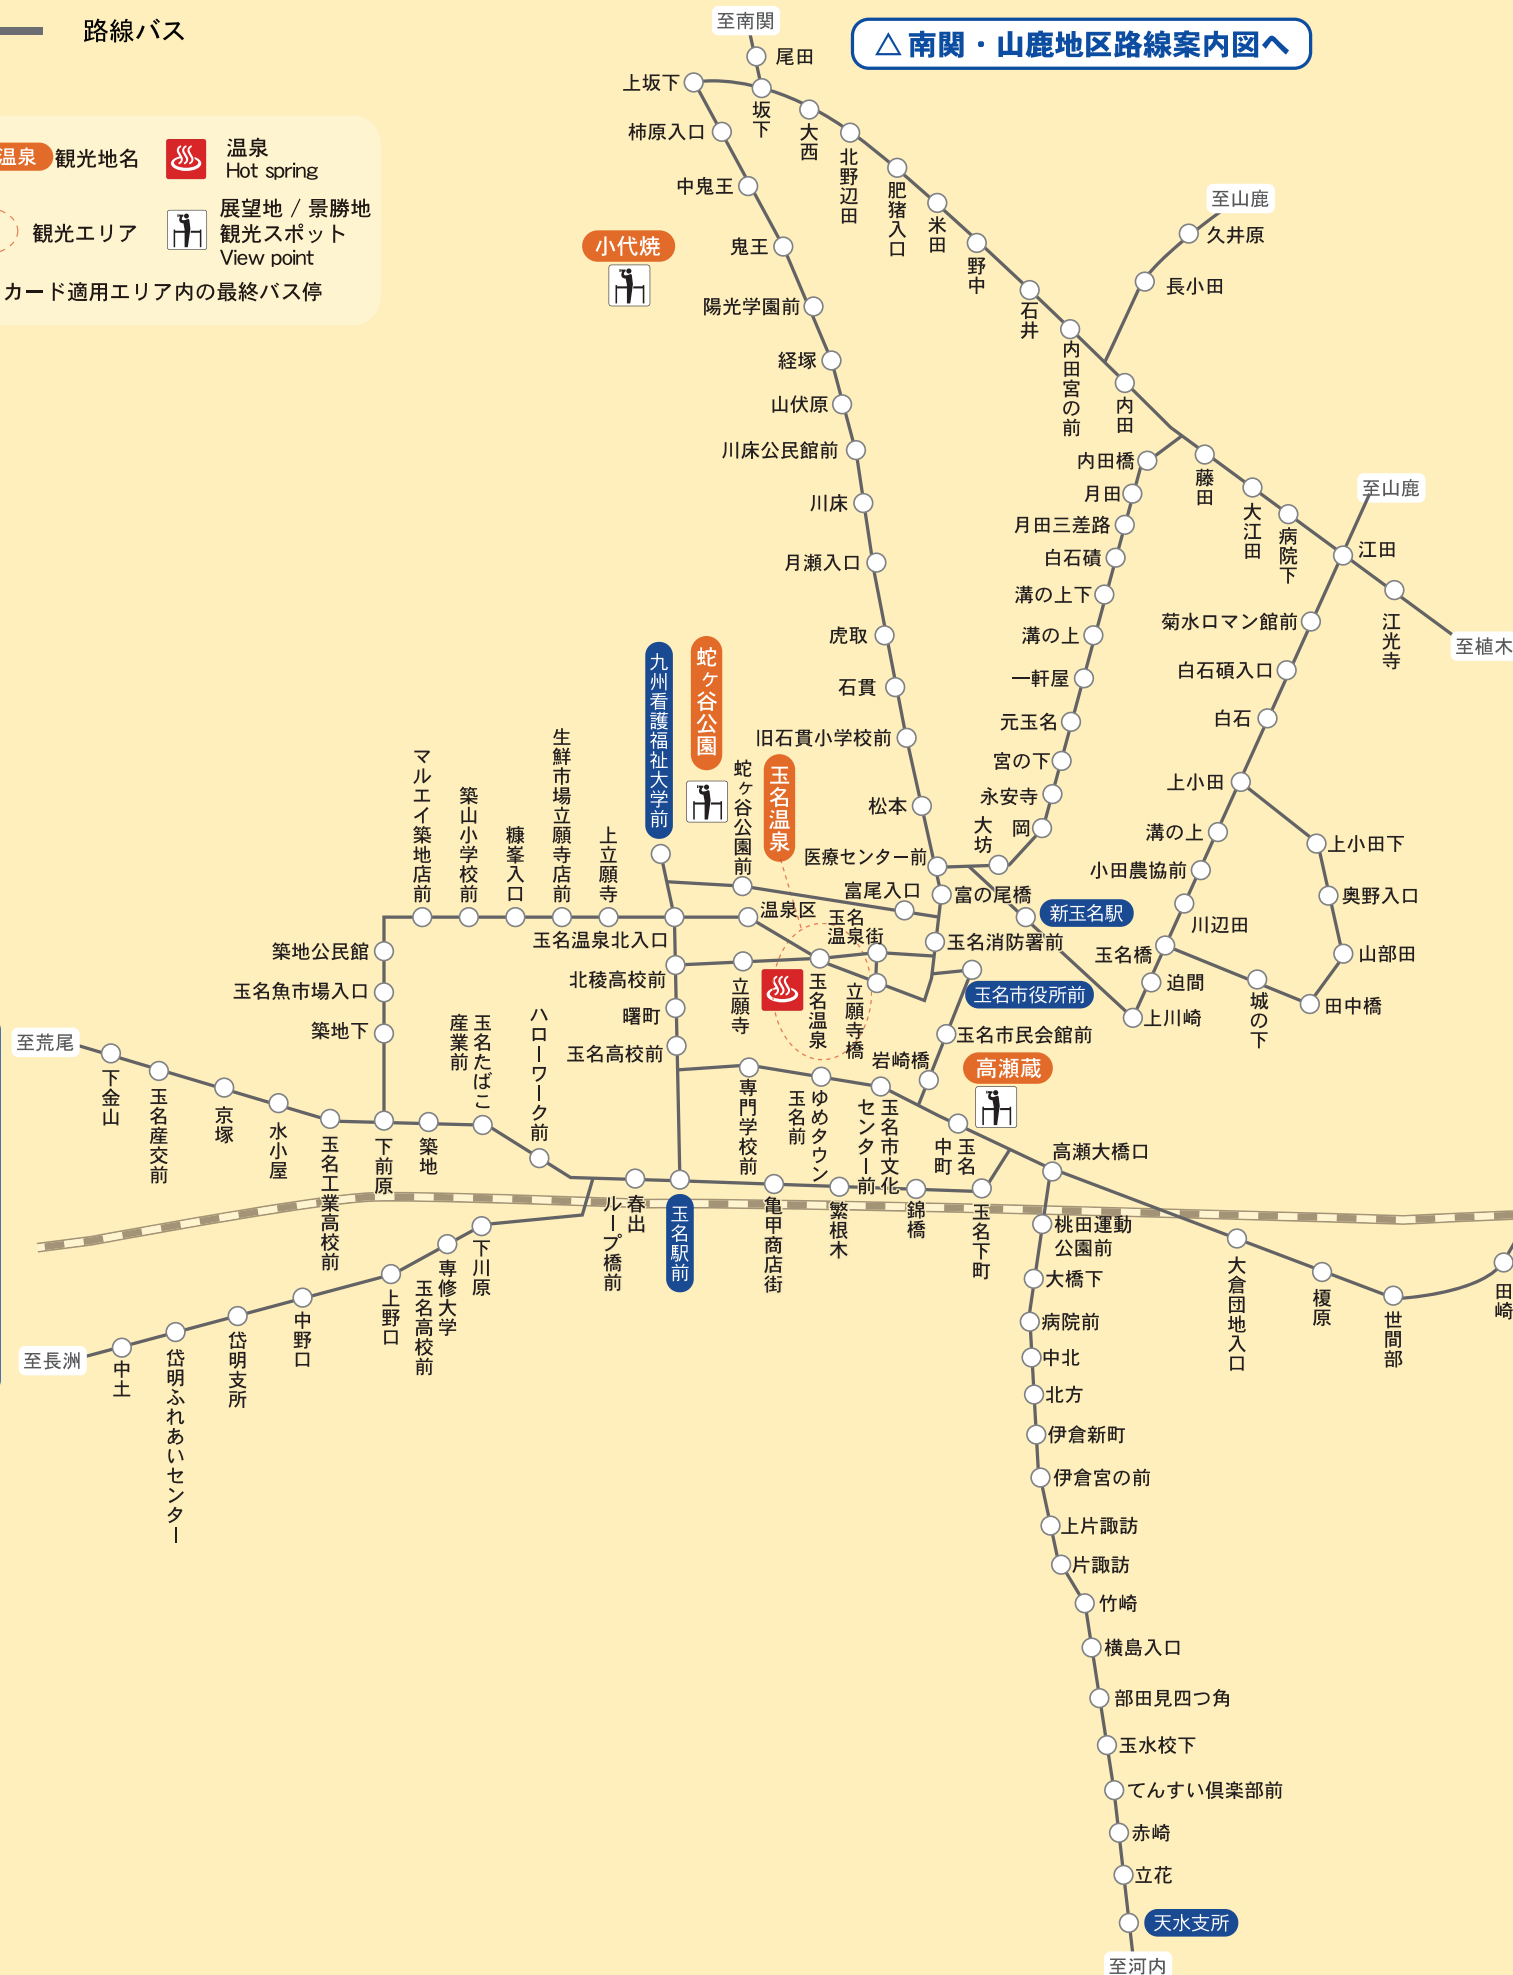 路線バス
温泉
観光地名
温泉
Hot spring
観光エリア
展望地 / 景勝地
観光スポット
View point
カード適用エリア内の最終バス停
△ 南関・山鹿地区路線案内図へ
至南関
尾田
上坂下
坂下
大西
北野辺田
肥猪入口
米田
野中
石井
内田宮の前
内田
藤田
大江田
病院下
江田
江光寺
至植木
至山鹿
久井原
長小田
至山鹿
柿原入口
中鬼王
鬼王
陽光学園前
経塚
山伏原
川床公民館前
川床
月瀬入口
虎取
石貫
旧石貫小学校前
松本
医療センター前
小代焼
内田橋
月田
月田三差路
白石磧
溝の上下
溝の上
一軒屋
元玉名
宮の下
永安寺
岡
大坊
菊水ロマン館前
白石碩入口
白石
上小田
溝の上
小田農協前
川辺田
玉名橋
迫間
上川崎
上小田下
奥野入口
山部田
田中橋
城の下
新玉名駅
富の尾橋
富尾入口
玉名消防署前
玉名市役所前
玉名市民会館前
岩崎橋
高瀬蔵
九州看護福祉大学前
蛇ヶ谷公園
蛇ヶ谷公園前
玉名温泉
温泉区
玉名
温泉街
玉名温泉
立願寺橋
立願寺
マルエイ築地店前
築山小学校前
糠峯入口
生鮮市場立願寺店前
上立願寺
玉名温泉北入口
北稜高校前
曙町
玉名高校前
築地公民館
玉名魚市場入口
築地下
至荒尾
下金山
玉名産交前
京塚
水小屋
玉名工業高校前
下前原
築地
玉名たばこ
産業前
ハローワーク前
専門学校前
ゆめタウン
玉名前
玉名市文化
センター前
玉名
中町
高瀬大橋口
春出
ループ橋前
玉名駅前
亀甲商店街
繁根木
錦橋
玉名下町
下川原
専修大学
玉名高校前
上野口
中野口
岱明支所
岱明ふれあいセンター
中土
至長洲
桃田運動
公園前
大橋下
病院前
中北
北方
伊倉新町
伊倉宮の前
上片諏訪
片諏訪
竹崎
横島入口
部田見四つ角
玉水校下
てんすい倶楽部前
赤崎
立花
天水支所
至河内
大倉団地入口
榎原
世間部
田崎